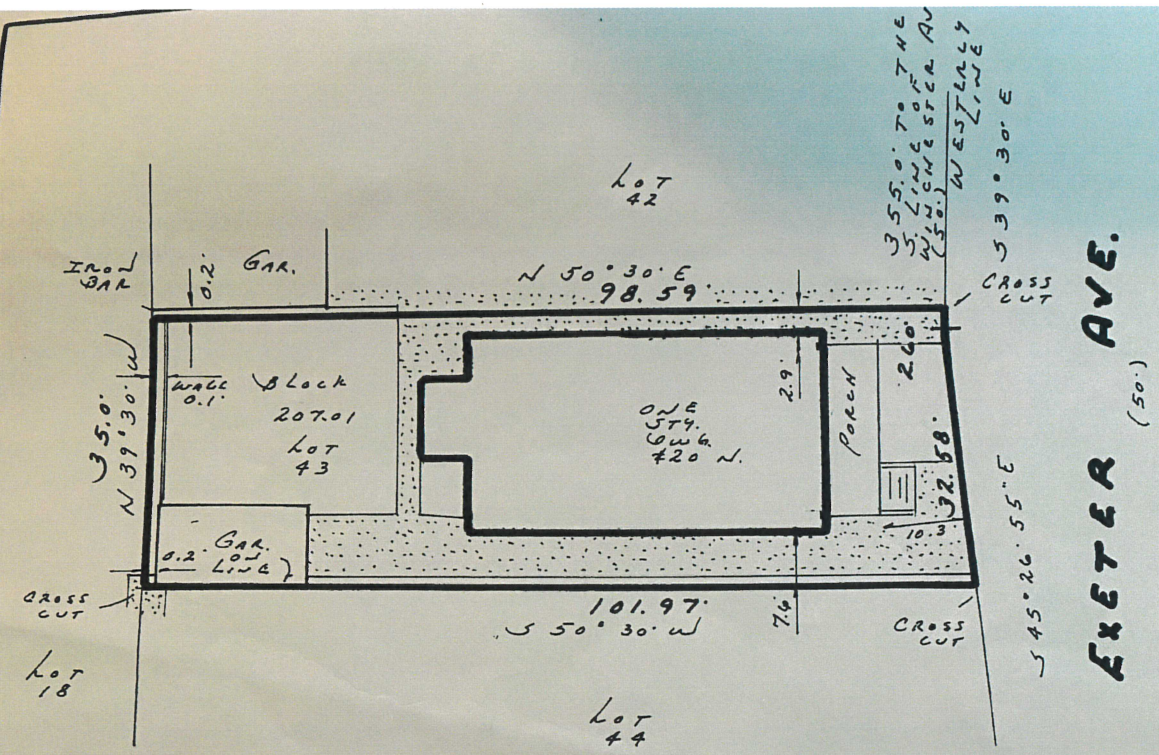 355.0' TO THE
S. LINE OF
WINCHESTER AV
(50.')
WESTERLY
LINE
S 39° 30' E
LOT
42
IRON
BAR
0.2'
GAR.
N 50° 30' E
98.59'
CROSS
CUT
35.0'
N 39° 30' W
WALL
0.1'
BLOCK
207.01
LOT
43
ONE
STY.
DWG.
#20 N.
2.9'
PORCH
2.60'
32.58'
10.3
GAR.
ON
LINE
0.2'
CROSS
CUT
101.97'
S 50° 30' W
7.6'
CROSS
CUT
S 45° 26' 55" E
EXETER AVE.
(50.')
LOT
18
LOT
44